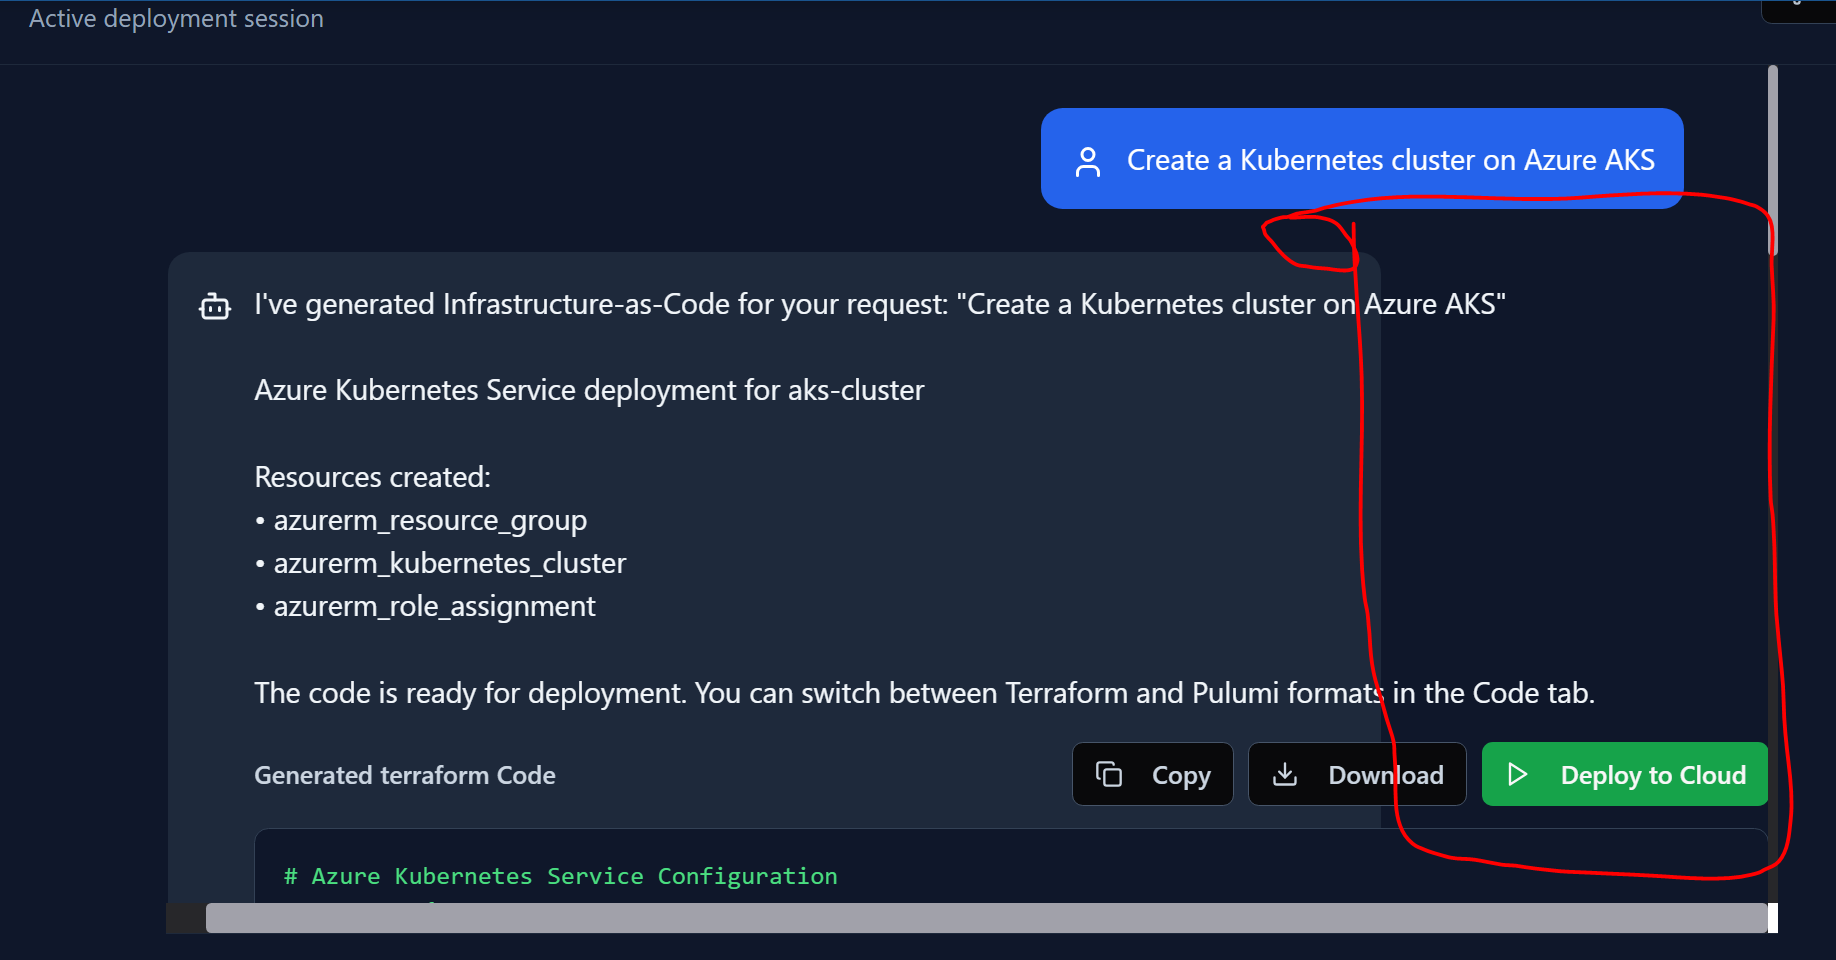 Active deployment session
Create a Kubernetes cluster on Azure AKS
I've generated Infrastructure-as-Code for your request: "Create a Kubernetes cluster on Azure AKS"
Azure Kubernetes Service deployment for aks-cluster
Resources created:
• azurerm_resource_group
• azurerm_kubernetes_cluster
• azurerm_role_assignment
The code is ready for deployment. You can switch between Terraform and Pulumi formats in the Code tab.
Generated terraform Code
Copy
Download
Deploy to Cloud
# Azure Kubernetes Service Configuration